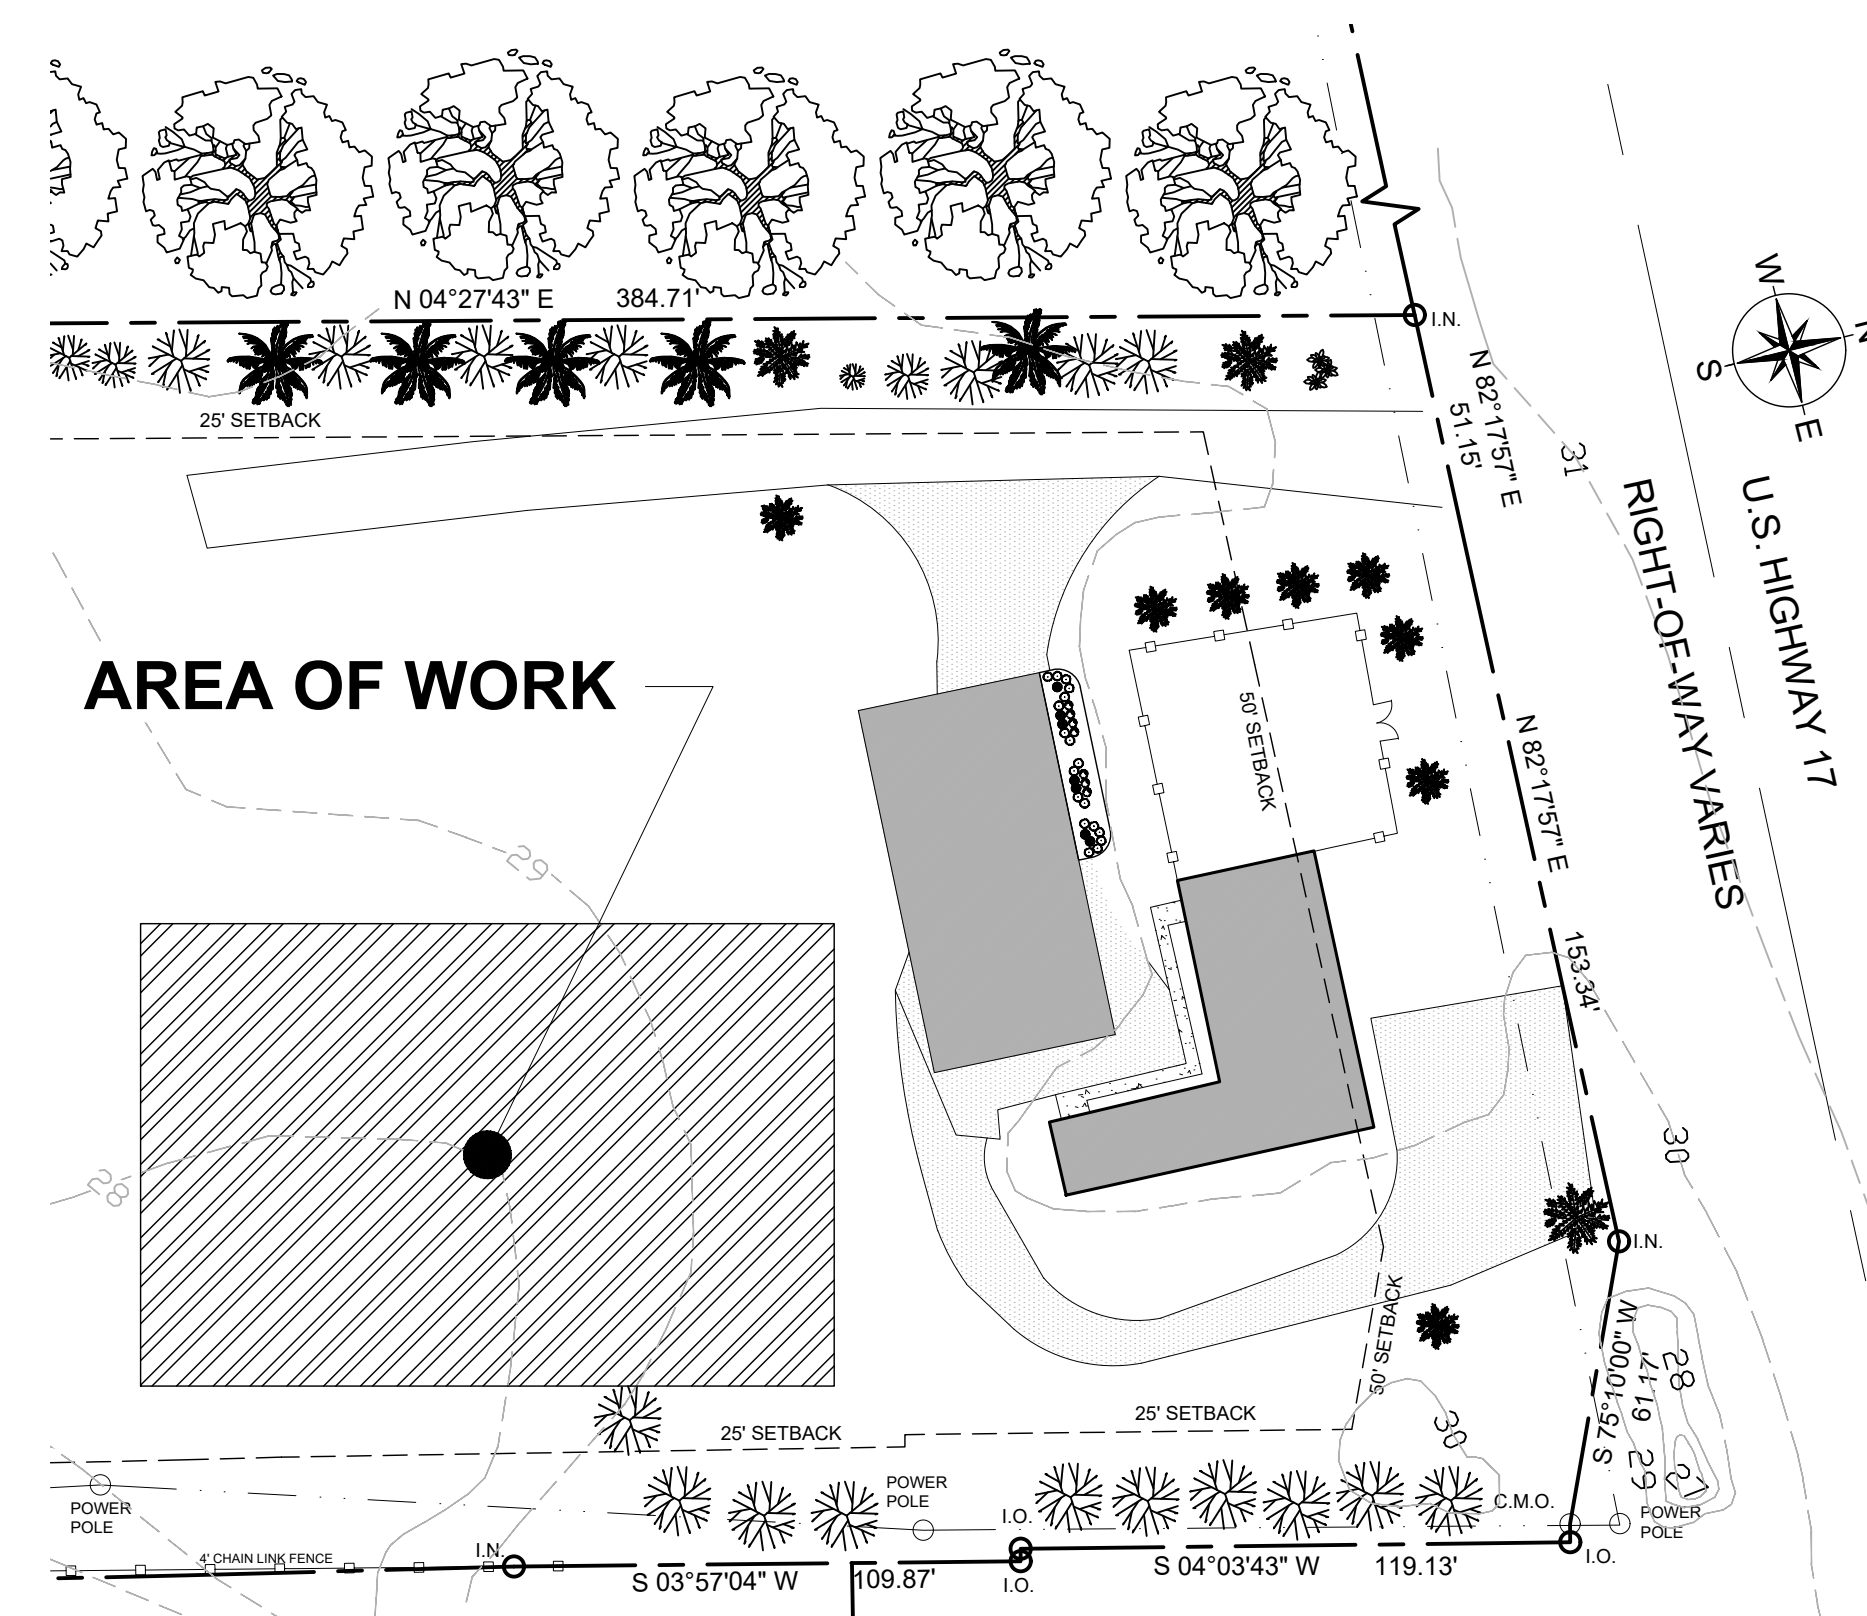 N 04°27'43" E 384.71'
I.N.
W
N
S
E
25' SETBACK
N 82°17'57" E
51.15'
31
RIGHT-OF-WAY VARIES
U.S. HIGHWAY 17
AREA OF WORK
50' SETBACK
N 82°17'57" E
153.34'
29
28
30
I.N.
50' SETBACK
S 75°10'00" W
61.17'
28
29
27
30
25' SETBACK
25' SETBACK
POWER
POLE
POWER
POLE
C.M.O.
POWER
POLE
I.O.
I.N.
4' CHAIN LINK FENCE
S 03°57'04" W 109.87'
I.O.
S 04°03'43" W 119.13'
I.O.